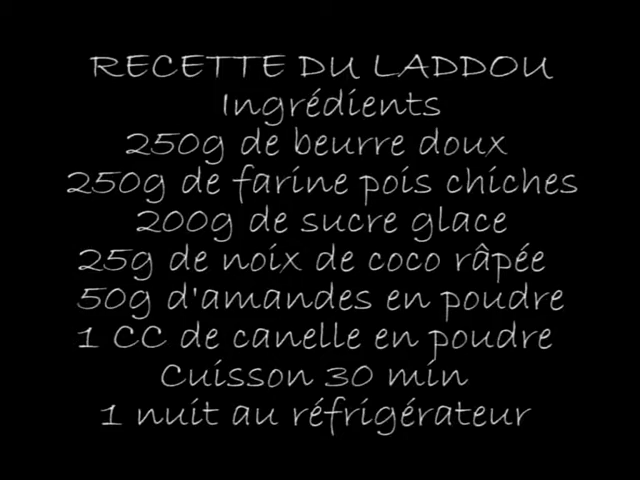 RECETTE DU LADDOU
Ingrédients
250g de beurre doux
250g de farine pois chiches
200g de sucre glace
25g de noix de coco râpée
50g d'amandes en poudre
1 CC de canelle en poudre
Cuisson 30 min
1 nuit au réfrigérateur